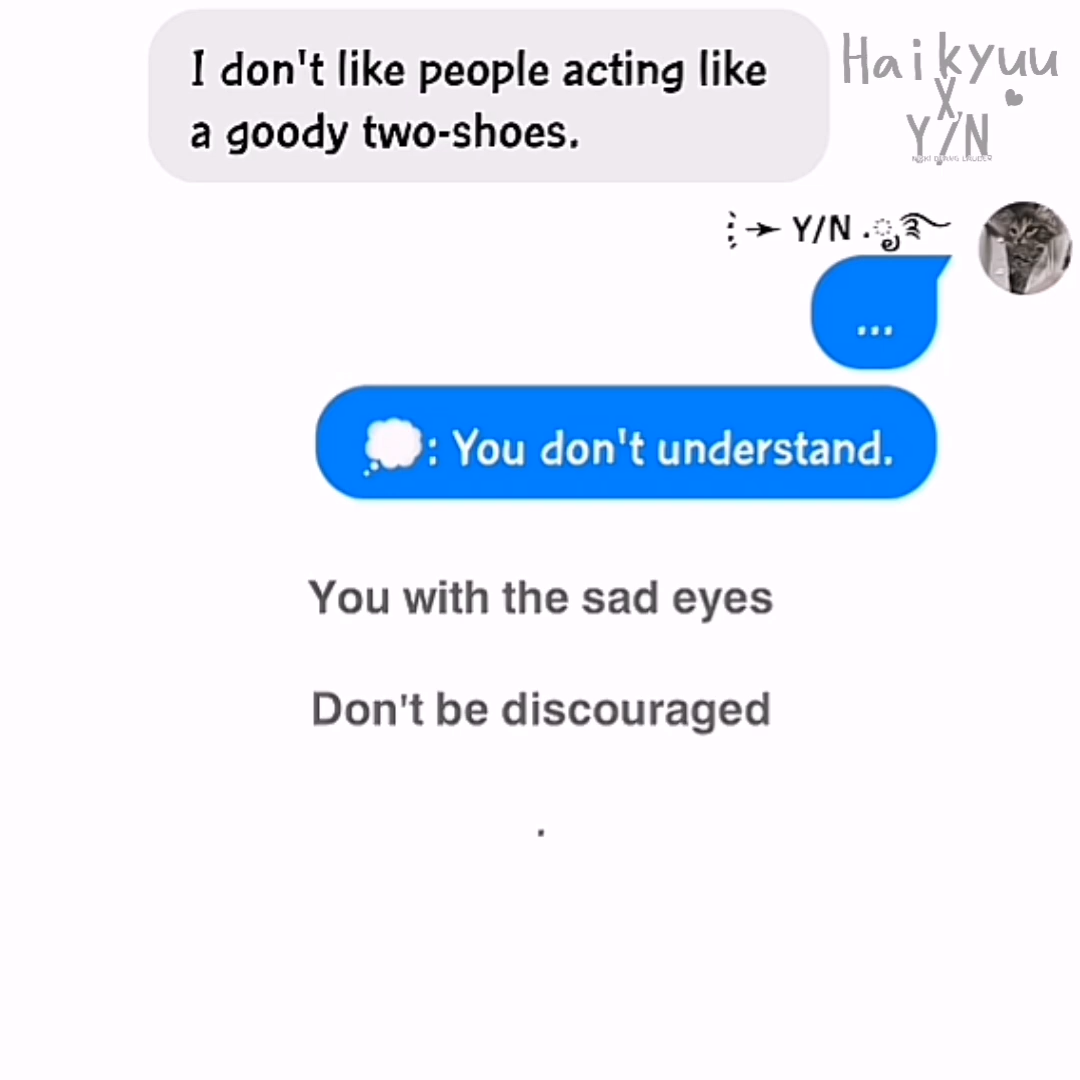 I don't like people acting like
a goody two-shoes.
Haikyuu
X
Y/N
Y/N
...
💭: You don't understand.
You with the sad eyes
Don't be discouraged
.